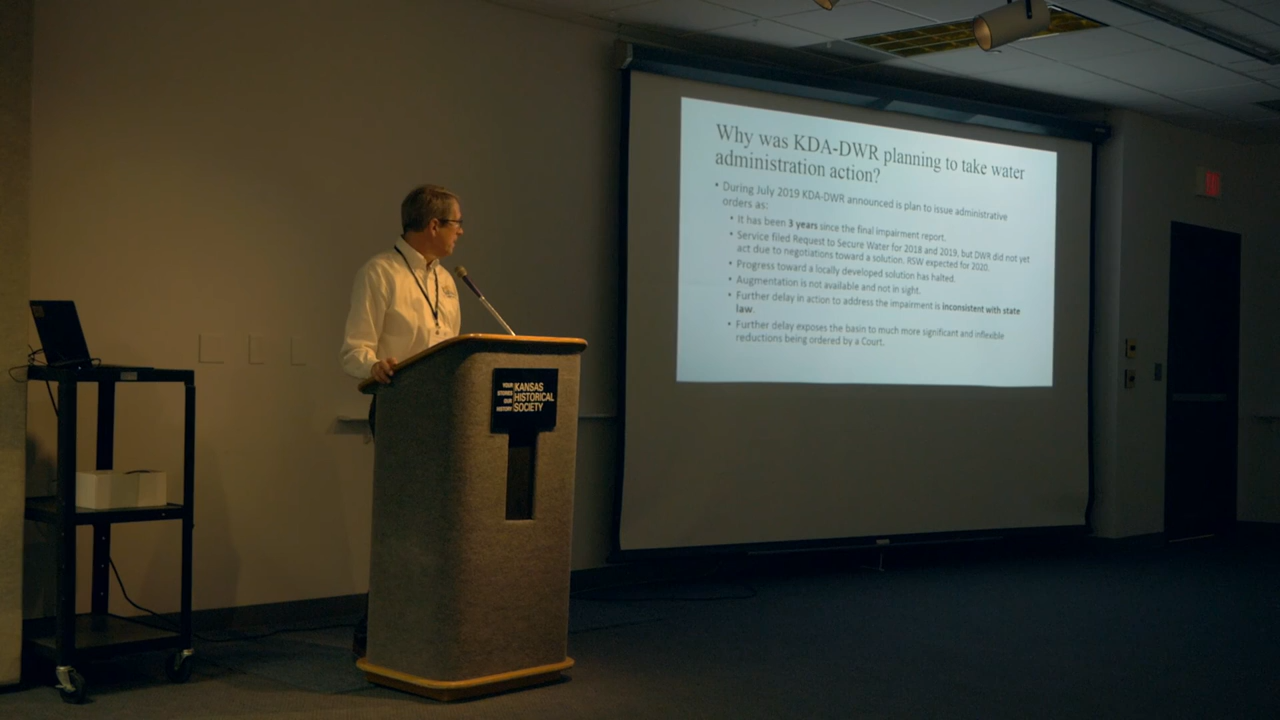 Why was KDA-DWR planning to take water
administration action?
• During July 2019 KDA-DWR announced is plan to issue administrative
orders as:
• It has been 3 years since the final impairment report.
• Service filed Request to Secure Water for 2018 and 2019, but DWR did not yet
act due to negotiations toward a solution. RSW expected for 2020.
• Progress toward a locally developed solution has halted.
• Augmentation is not available and not in sight.
• Further delay in action to address the impairment is inconsistent with state
law.
• Further delay exposes the basin to much more significant and inflexible
reductions being ordered by a Court.
YOUR
STORIES
OUR
HISTORY
KANSAS
HISTORICAL
SOCIETY